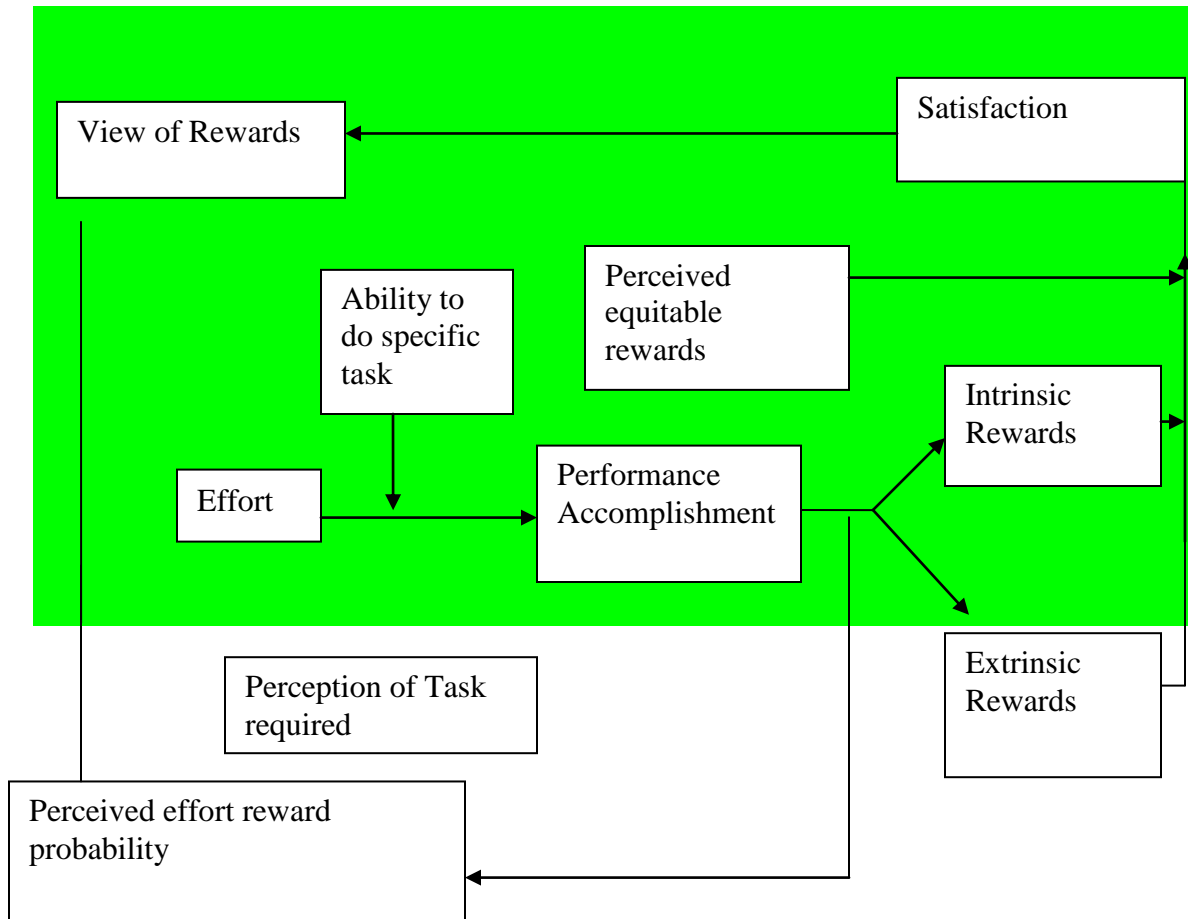 View of Rewards
Satisfaction
Ability to
do specific
task
Perceived
equitable
rewards
Intrinsic
Rewards
Effort
Performance
Accomplishment
Perception of Task
required
Extrinsic
Rewards
Perceived effort reward
probability